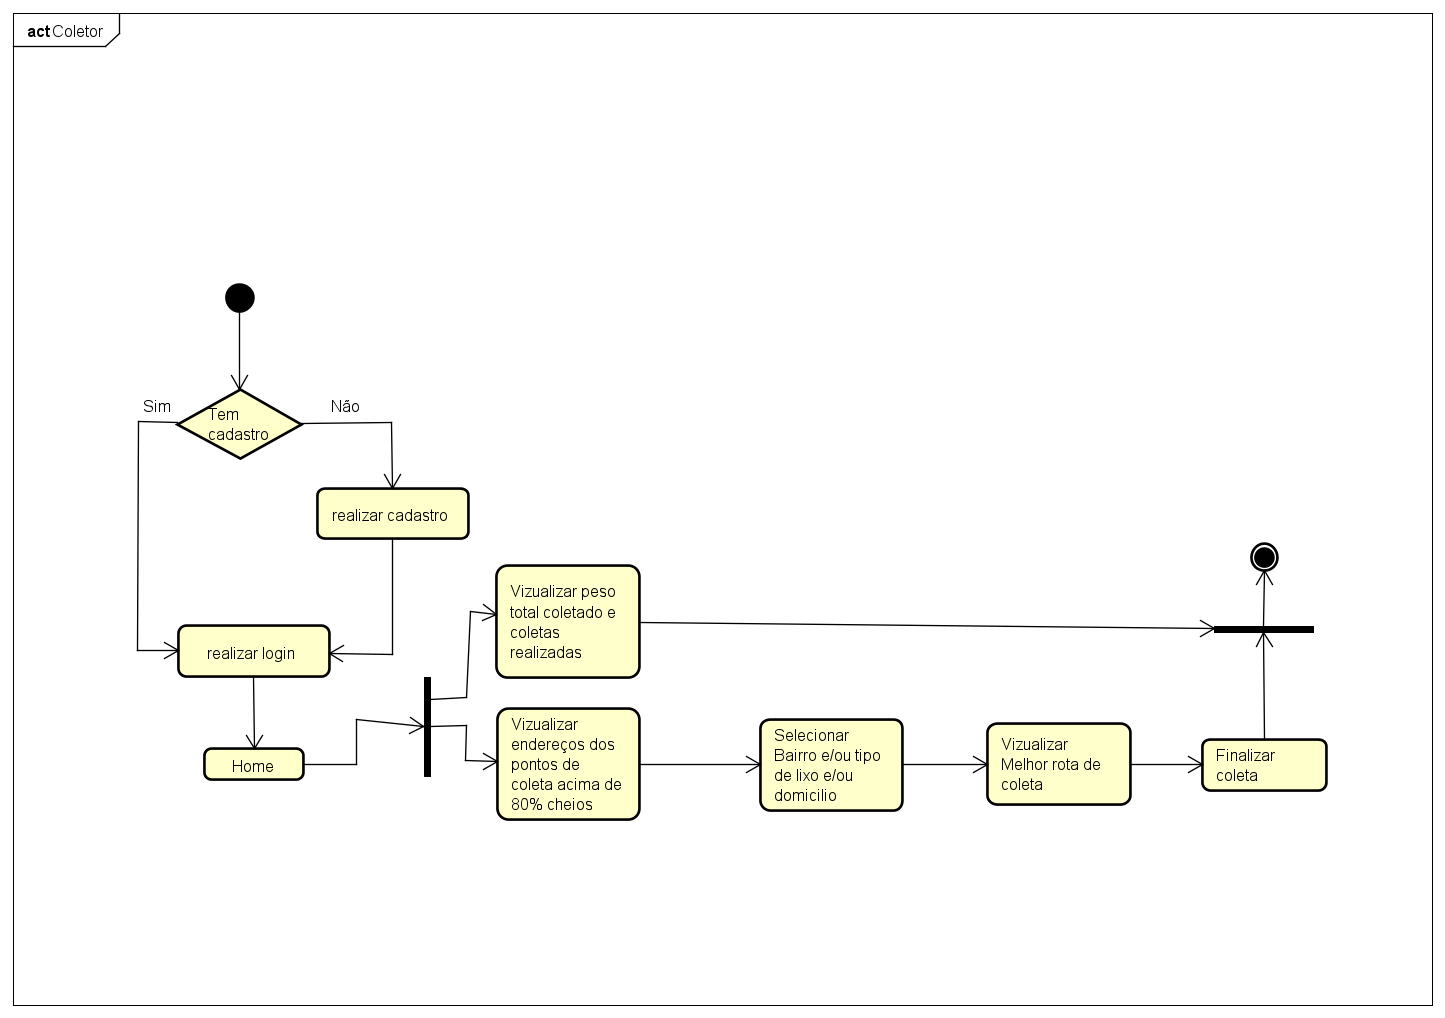 act Coletor
Sim
Não
Tem
cadastro
realizar cadastro
realizar login
Home
Vizualizar peso
total coletado e
coletas
realizadas
Vizualizar
endereços dos
pontos de
coleta acima de
80% cheios
Selecionar
Bairro e/ou tipo
de lixo e/ou
domicilio
Vizualizar
Melhor rota de
coleta
Finalizar
coleta